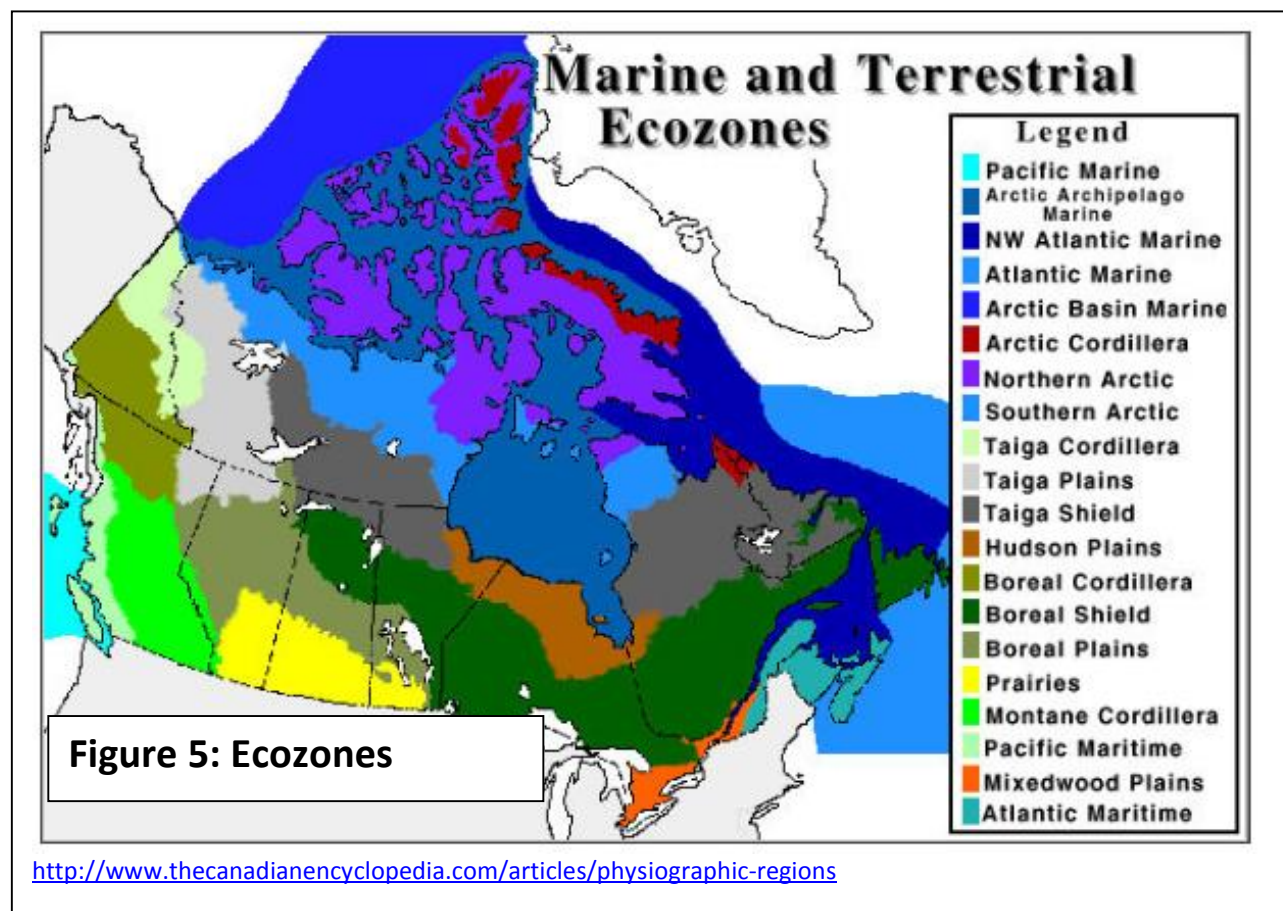 Marine and Terrestrial
Ecozones
Legend
Pacific Marine
Arctic Archipelago
Marine
NW Atlantic Marine
Atlantic Marine
Arctic Basin Marine
Arctic Cordillera
Northern Arctic
Southern Arctic
Taiga Cordillera
Taiga Plains
Taiga Shield
Hudson Plains
Boreal Cordillera
Boreal Shield
Boreal Plains
Prairies
Montane Cordillera
Pacific Maritime
Mixedwood Plains
Atlantic Maritime
Figure 5: Ecozones
http://www.thecanadianencyclopedia.com/articles/physiographic-regions